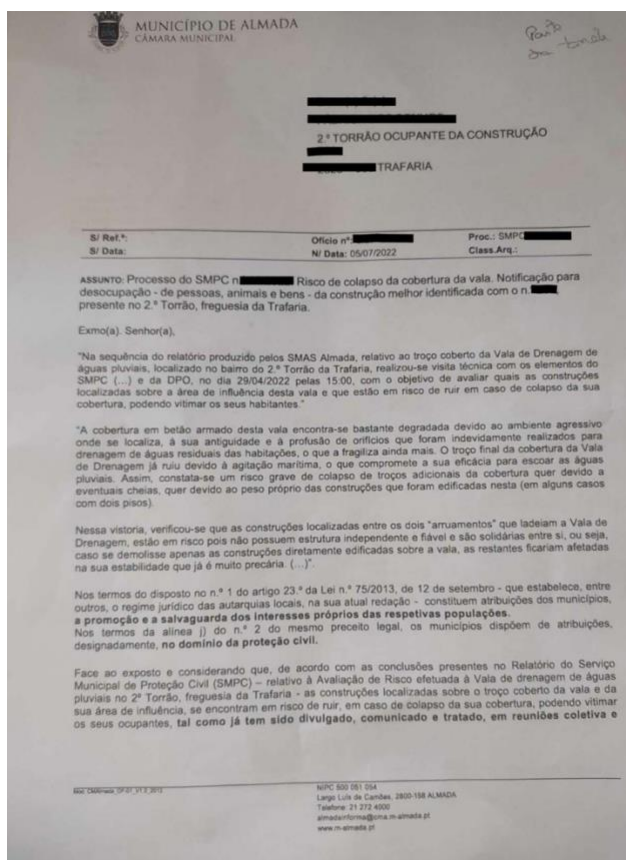 MUNICÍPIO DE ALMADA
CÂMARA MUNICIPAL
2.º TORRÃO OCUPANTE DA CONSTRUÇÃO
TRAFARIA
S/ Ref.ª:
S/ Data:
Ofício nº:
N/ Data: 05/07/2022
Proc.: SMPC
Class.Arq.:
ASSUNTO: Processo do SMPC n Risco de colapso da cobertura da vala. Notificação para
desocupação - de pessoas, animais e bens - da construção melhor identificada com o n.
presente no 2.º Torrão, freguesia da Trafaria.
Exmo(a). Senhor(a),
"Na sequência do relatório produzido pelos SMAS Almada, relativo ao troço coberto da Vala de Drenagem de
águas pluviais, localizado no bairro do 2.º Torrão da Trafaria, realizou-se visita técnica com os elementos do
SMPC (...) e da DPO, no dia 29/04/2022 pelas 15:00, com o objetivo de avaliar quais as construções
localizadas sobre a área de influência desta vala e que estão em risco de ruir em caso de colapso da sua
cobertura, podendo vitimar os seus habitantes."
"A cobertura em betão armado desta vala encontra-se bastante degradada devido ao ambiente agressivo
onde se localiza, à sua antiguidade e à profusão de orifícios que foram indevidamente realizados para
drenagem de águas residuais das habitações, o que a fragiliza ainda mais. O troço final da cobertura da Vala
de Drenagem já ruiu devido à agitação marítima, o que compromete a sua eficácia para escoar as águas
pluviais. Assim, constata-se um risco grave de colapso de troços adicionais da cobertura quer devido a
eventuais cheias, quer devido ao peso próprio das construções que foram edificadas nesta (em alguns casos
com dois pisos).
Nessa vistoria, verificou-se que as construções localizadas entre os dois "arruamentos" que ladeiam a Vala de
Drenagem, estão em risco pois não possuem estrutura independente e fiável e são solidárias entre si, ou seja,
caso se demolisse apenas as construções diretamente edificadas sobre a vala, as restantes ficariam afetadas
na sua estabilidade que já é muito precária. (...)".
Nos termos do disposto no n.º 1 do artigo 23.º da Lei n.º 75/2013, de 12 de setembro - que estabelece, entre
outros, o regime jurídico das autarquias locais, na sua atual redação - constituem atribuições dos municípios,
a promoção e a salvaguarda dos interesses próprios das respetivas populações.
Nos termos da alínea j) do n.º 2 do mesmo preceito legal, os municípios dispõem de atribuições,
designadamente, no domínio da proteção civil.
Face ao exposto e considerando que, de acordo com as conclusões presentes no Relatório do Serviço
Municipal de Proteção Civil (SMPC) – relativo à Avaliação de Risco efetuada à Vala de drenagem de águas
pluviais no 2º Torrão, freguesia da Trafaria - as construções localizadas sobre o troço coberto da vala e da
sua área de influência, se encontram em risco de ruir, em caso de colapso da sua cobertura, podendo vitimar
os seus ocupantes, tal como já tem sido divulgado, comunicado e tratado, em reuniões coletiva e
NIPC 500 051 054
Largo Luís de Camões, 2800-158 ALMADA
Telefone: 21 272 4000
almadainforma@cma.m-almada.pt
www.m-almada.pt